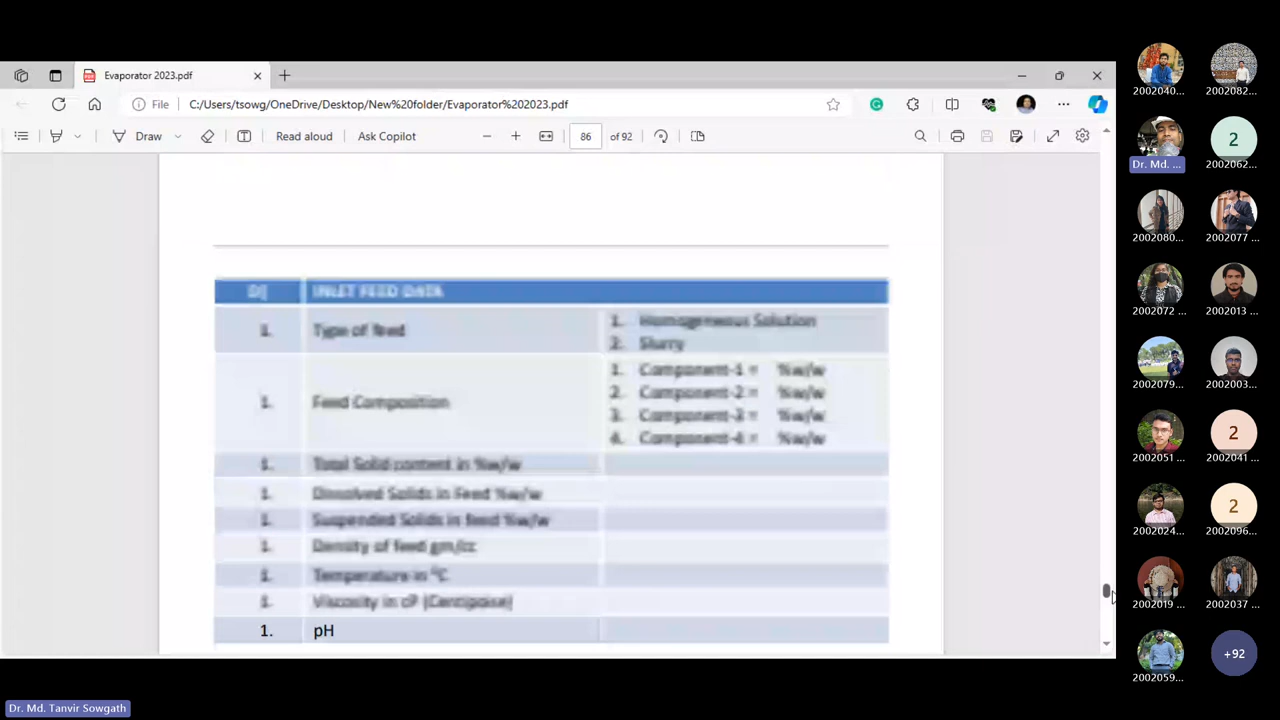 Evaporator 2023.pdf
File C:/Users/tsowg/OneDrive/Desktop/New%20folder/Evaporator%202023.pdf
Draw Read aloud Ask Copilot 86 of 92
D| INLET FEED DATA
1. Type of feed
1. Homogeneous Solution
2. Slurry
1. Feed Composition
1. Component-1 = %w/w
2. Component-2 = %w/w
3. Component-3 = %w/w
4. Component-4 = %w/w
1. Total Solid content in %w/w
1. Dissolved Solids in Feed %w/w
1. Suspended Solids in feed %w/w
1. Density of feed gm/cc
1. Temperature in °C
1. Viscosity in cP (Centipoise)
1. pH
2002040... 2002082...
2
Dr. Md. ... 2002062...
2002080... 2002077 ...
2002072 ... 2002013 ...
2002079... 2002003...
2
2002051 ... 2002041 ...
2
2002024... 2002096...
2002019 ... 2002037 ...
+92
2002059...
Dr. Md. Tanvir Sowgath